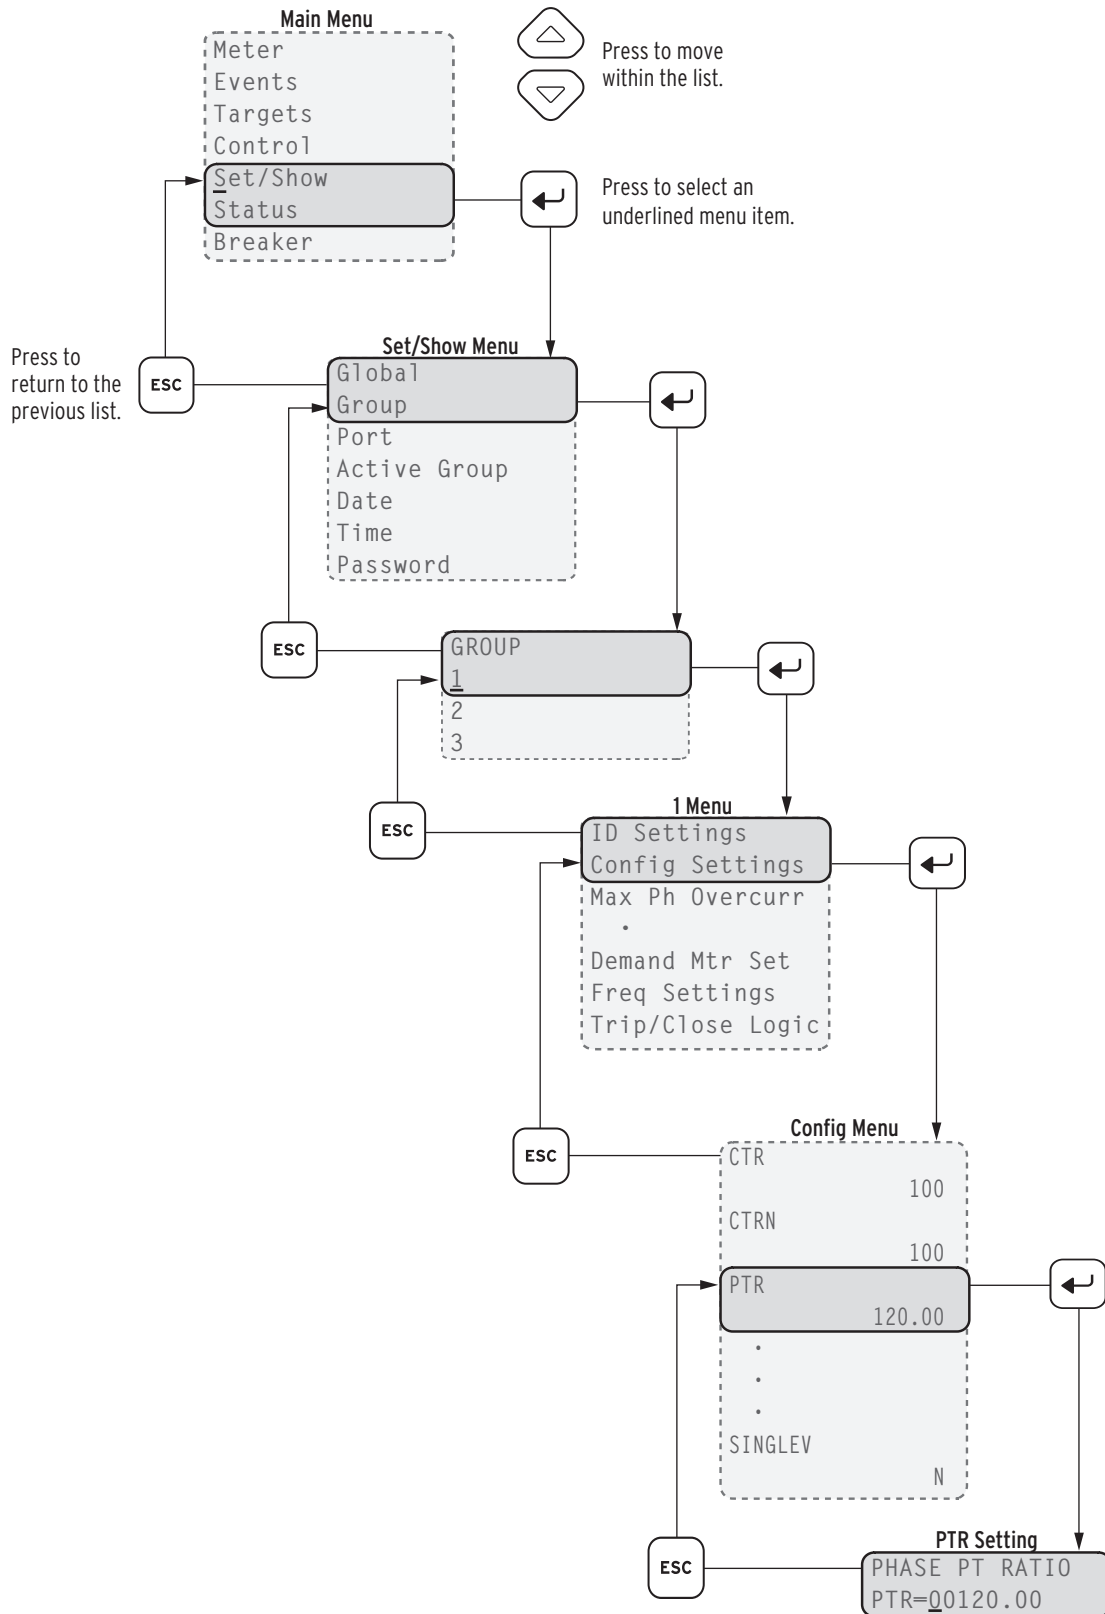 Main Menu
Meter
Events
Targets
Control
Set/Show
Status
Breaker
Press to move
within the list.
Press to select an
underlined menu item.
Press to
return to the
previous list.
ESC
Set/Show Menu
Global
Group
Port
Active Group
Date
Time
Password
ESC
GROUP
1
2
3
ESC
1 Menu
ID Settings
Config Settings
Max Ph Overcurr
.
Demand Mtr Set
Freq Settings
Trip/Close Logic
ESC
Config Menu
CTR
100
CTRN
100
PTR
120.00
.
.
.
SINGLEV
N
ESC
PTR Setting
PHASE PT RATIO
PTR=00120.00